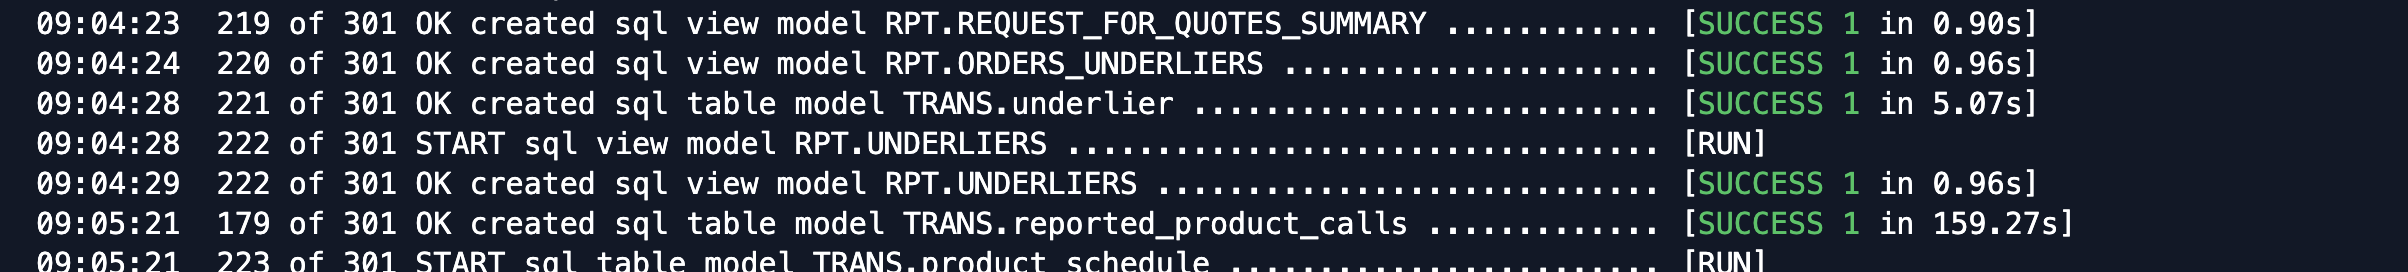 09:04:23  219 of 301 OK created sql view model RPT.REQUEST_FOR_QUOTES_SUMMARY ............ [SUCCESS 1 in 0.90s]
09:04:24  220 of 301 OK created sql view model RPT.ORDERS_UNDERLIERS ..................... [SUCCESS 1 in 0.96s]
09:04:28  221 of 301 OK created sql table model TRANS.underlier .......................... [SUCCESS 1 in 5.07s]
09:04:28  222 of 301 START sql view model RPT.UNDERLIERS ................................. [RUN]
09:04:29  222 of 301 OK created sql view model RPT.UNDERLIERS ............................ [SUCCESS 1 in 0.96s]
09:05:21  179 of 301 OK created sql table model TRANS.reported_product_calls ............. [SUCCESS 1 in 159.27s]
09:05:21  223 of 301 START sql table model TRANS.product_schedule ........................ [RUN]